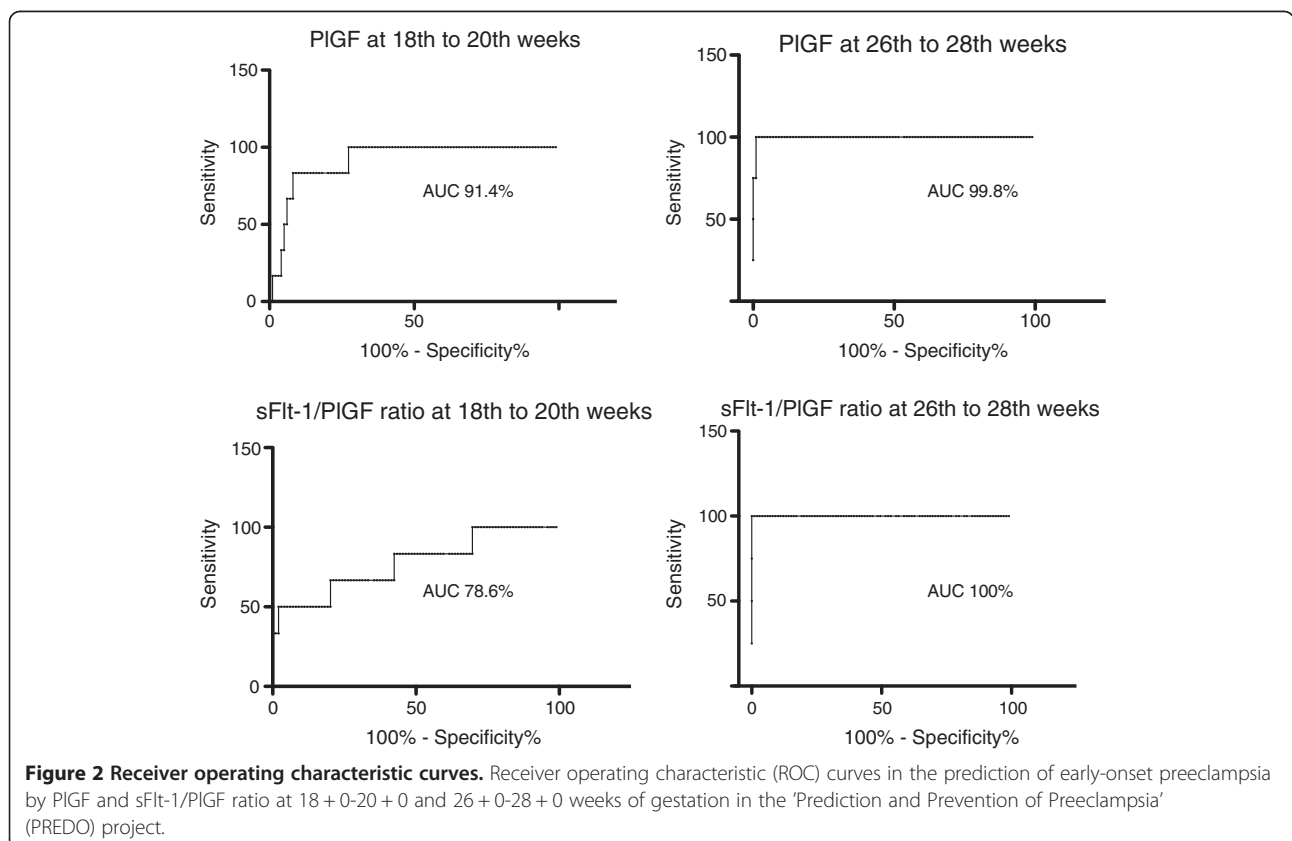 PlGF at 18th to 20th weeks
150
100
50
0
Sensitivity
AUC 91.4%
0
50
100% - Specificity%
PlGF at 26th to 28th weeks
150
100
50
Sensitivity
AUC 99.8%
0
50
100
100% - Specificity%
sFlt-1/PlGF ratio at 18th to 20th weeks
150
100
50
0
Sensitivity
AUC 78.6%
0
100
100% - Specificity%
sFlt-1/PlGF ratio at 26th to 28th weeks
150
100
50
Sensitivity
AUC 100%
0
50
100
100% - Specificity%
Figure 2 Receiver operating characteristic curves. Receiver operating characteristic (ROC) curves in the prediction of early-onset preeclampsia
by PlGF and sFlt-1/PlGF ratio at 18 + 0-20 + 0 and 26 + 0-28 + 0 weeks of gestation in the 'Prediction and Prevention of Preeclampsia'
(PREDO) project.